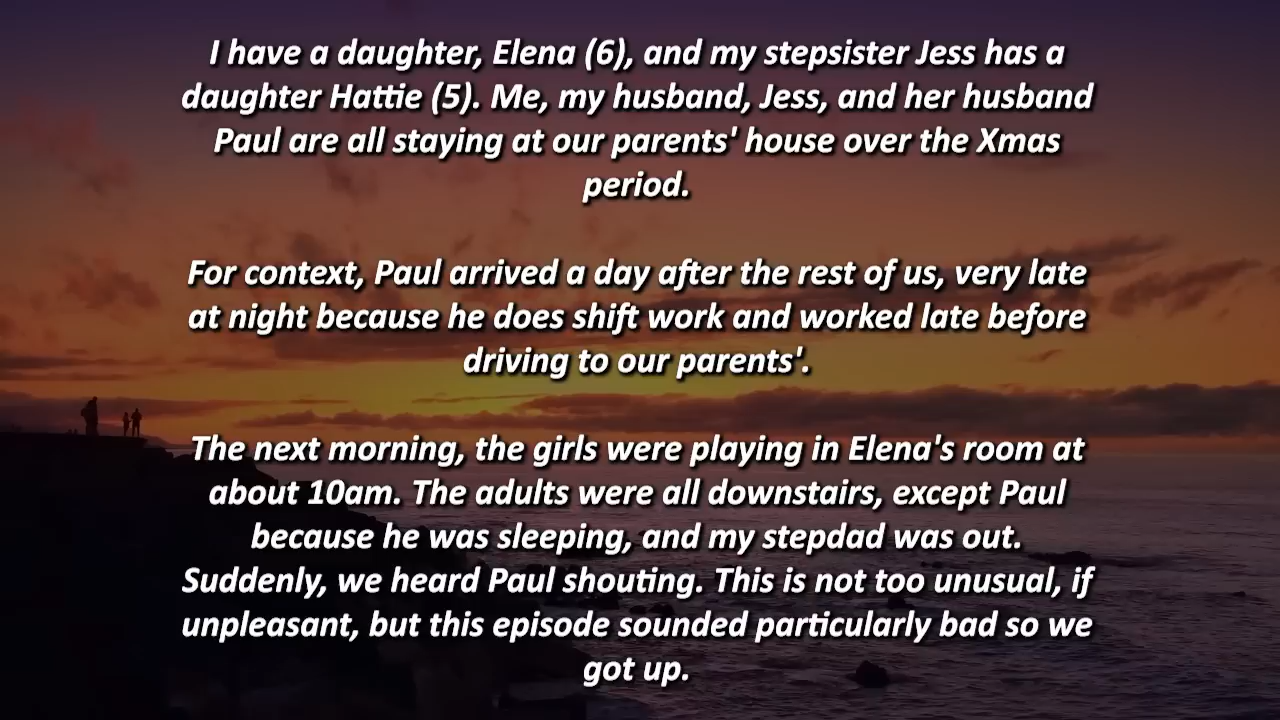 I have a daughter, Elena (6), and my stepsister Jess has a
daughter Hattie (5). Me, my husband, Jess, and her husband
Paul are all staying at our parents' house over the Xmas
period.
For context, Paul arrived a day after the rest of us, very late
at night because he does shift work and worked late before
driving to our parents'.
The next morning, the girls were playing in Elena's room at
about 10am. The adults were all downstairs, except Paul
because he was sleeping, and my stepdad was out.
Suddenly, we heard Paul shouting. This is not too unusual, if
unpleasant, but this episode sounded particularly bad so we
got up.